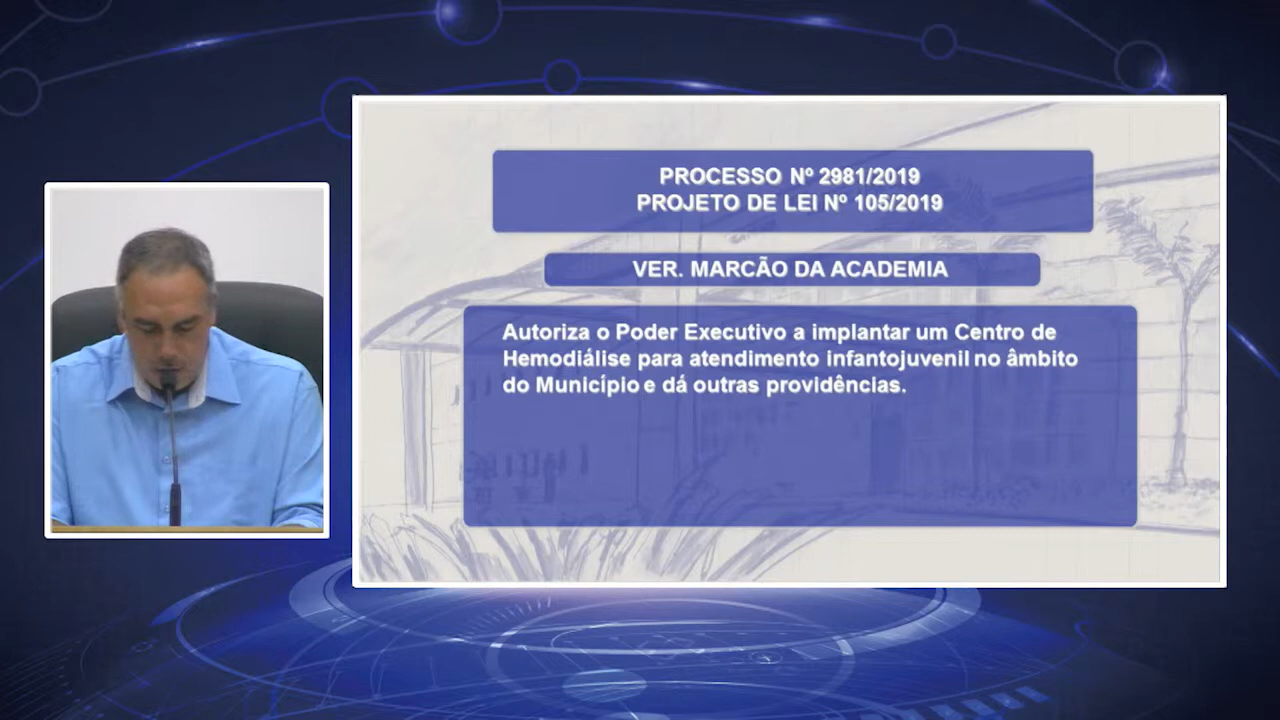 PROCESSO Nº 2981/2019
PROJETO DE LEI Nº 105/2019
VER. MARCÃO DA ACADEMIA
Autoriza o Poder Executivo a implantar um Centro de
Hemodiálise para atendimento infantojuvenil no âmbito
do Município e dá outras providências.